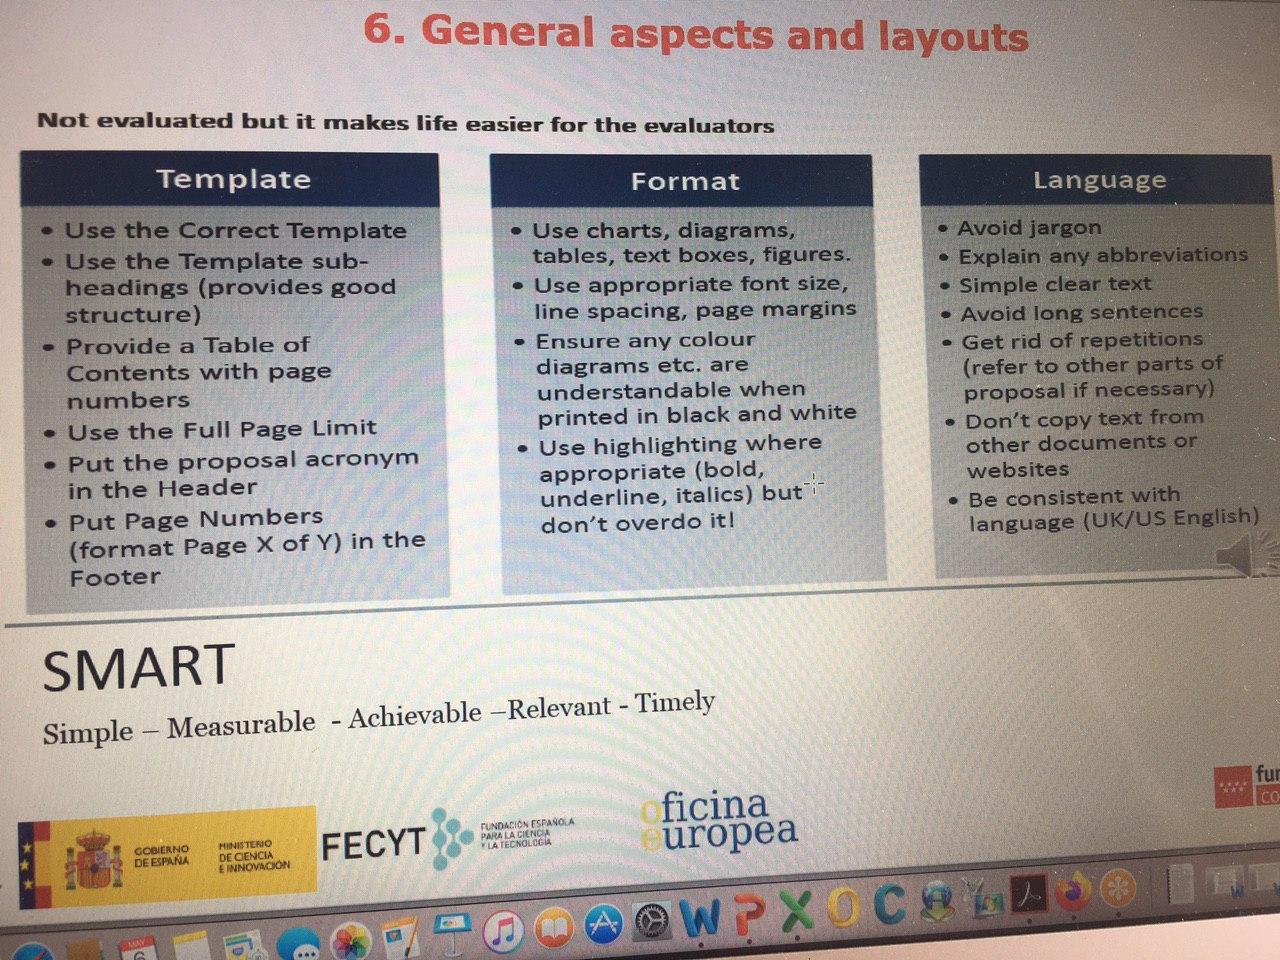 6. General aspects and layouts
Not evaluated but it makes life easier for the evaluators
Template
• Use the Correct Template
• Use the Template sub-
headings (provides good
structure)
• Provide a Table of
Contents with page
numbers
• Use the Full Page Limit
• Put the proposal acronym
in the Header
• Put Page Numbers
(format Page X of Y) in the
Footer
Format
• Use charts, diagrams,
tables, text boxes, figures.
• Use appropriate font size,
line spacing, page margins
• Ensure any colour
diagrams etc. are
understandable when
printed in black and white
• Use highlighting where
appropriate (bold,
underline, italics) but
don't overdo it!
Language
• Avoid jargon
• Explain any abbreviations
• Simple clear text
• Avoid long sentences
• Get rid of repetitions
(refer to other parts of
proposal if necessary)
• Don't copy text from
other documents or
websites
• Be consistent with
language (UK/US English)
SMART
Simple – Measurable - Achievable –Relevant - Timely
GOBIERNO
DE ESPAÑA
MINISTERIO
DE CIENCIA
E INNOVACIÓN
FECYT
FUNDACIÓN ESPAÑOLA
PARA LA CIENCIA
Y LA TECNOLOGÍA
oficina
europea
MAY
6
W P X O C